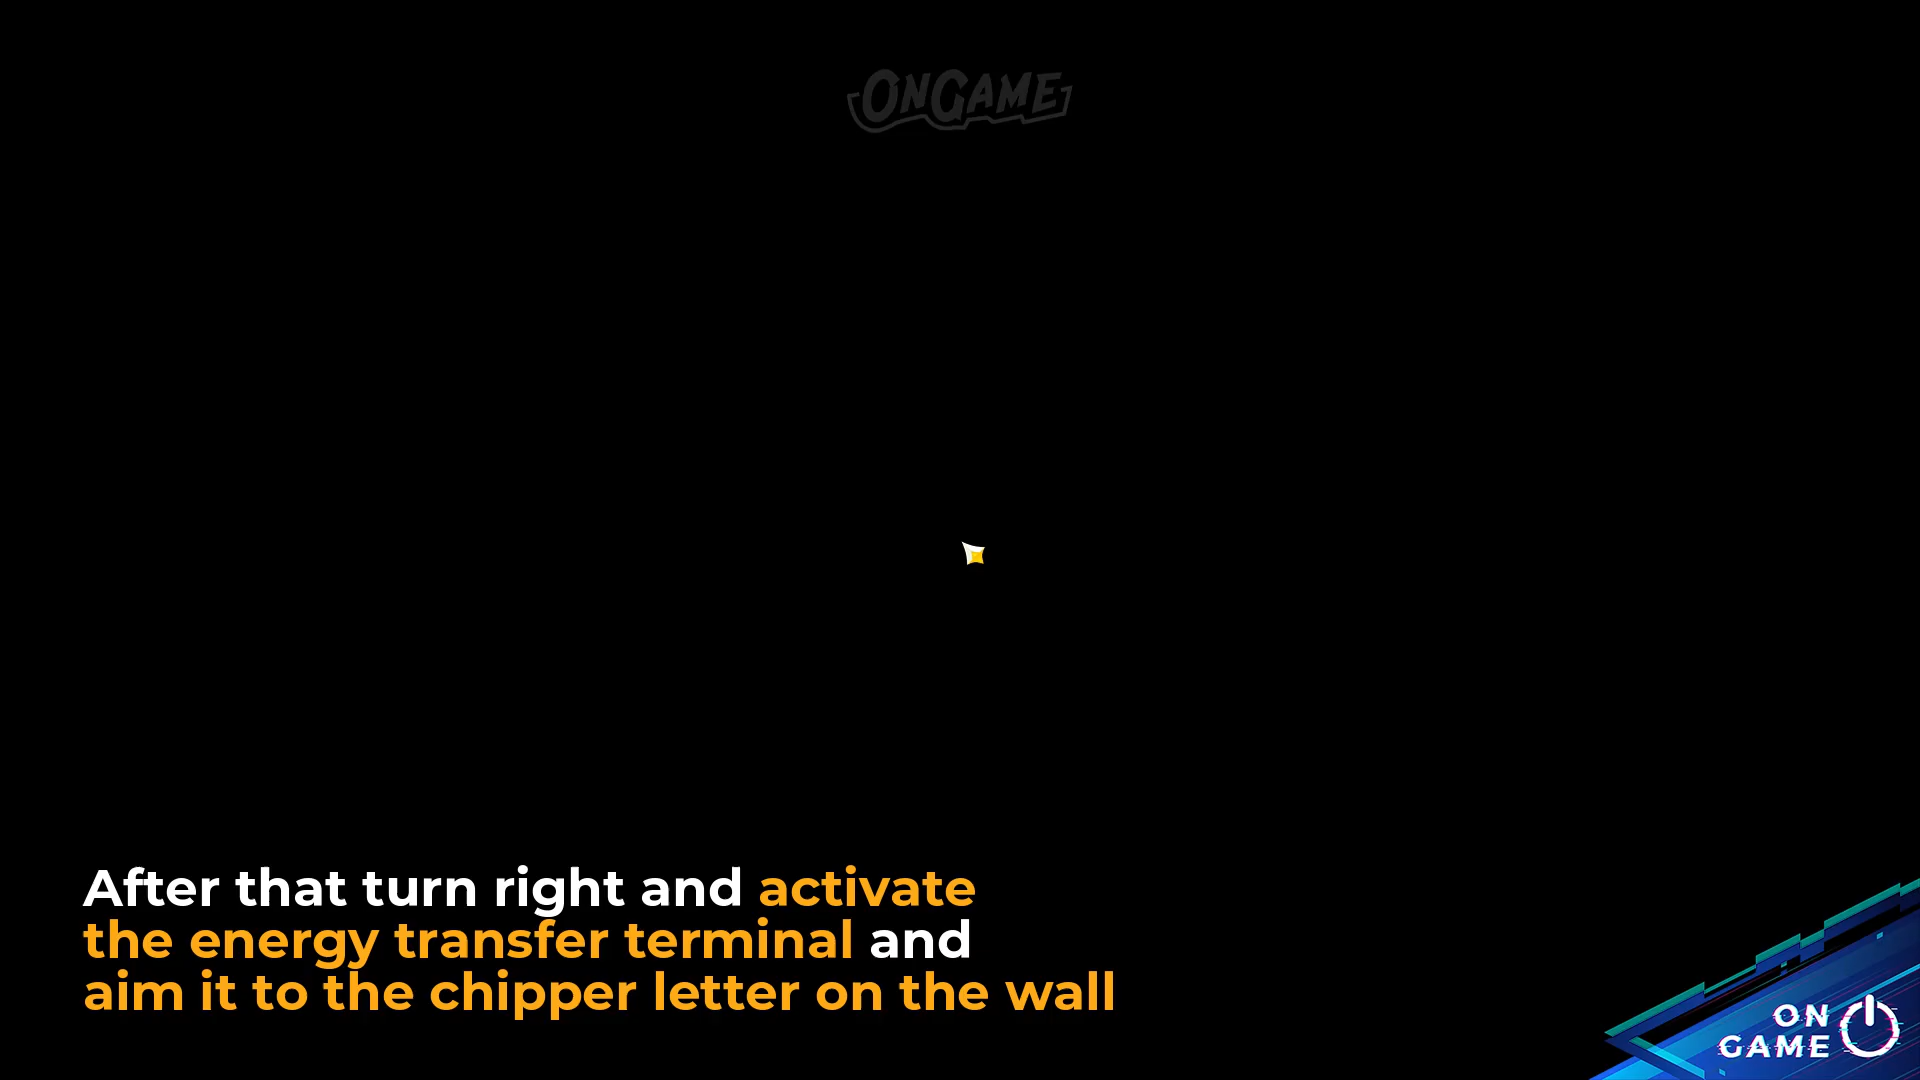 ONGAME
After that turn right and activate
the energy transfer terminal and
aim it to the chipper letter on the wall
ON
GAME